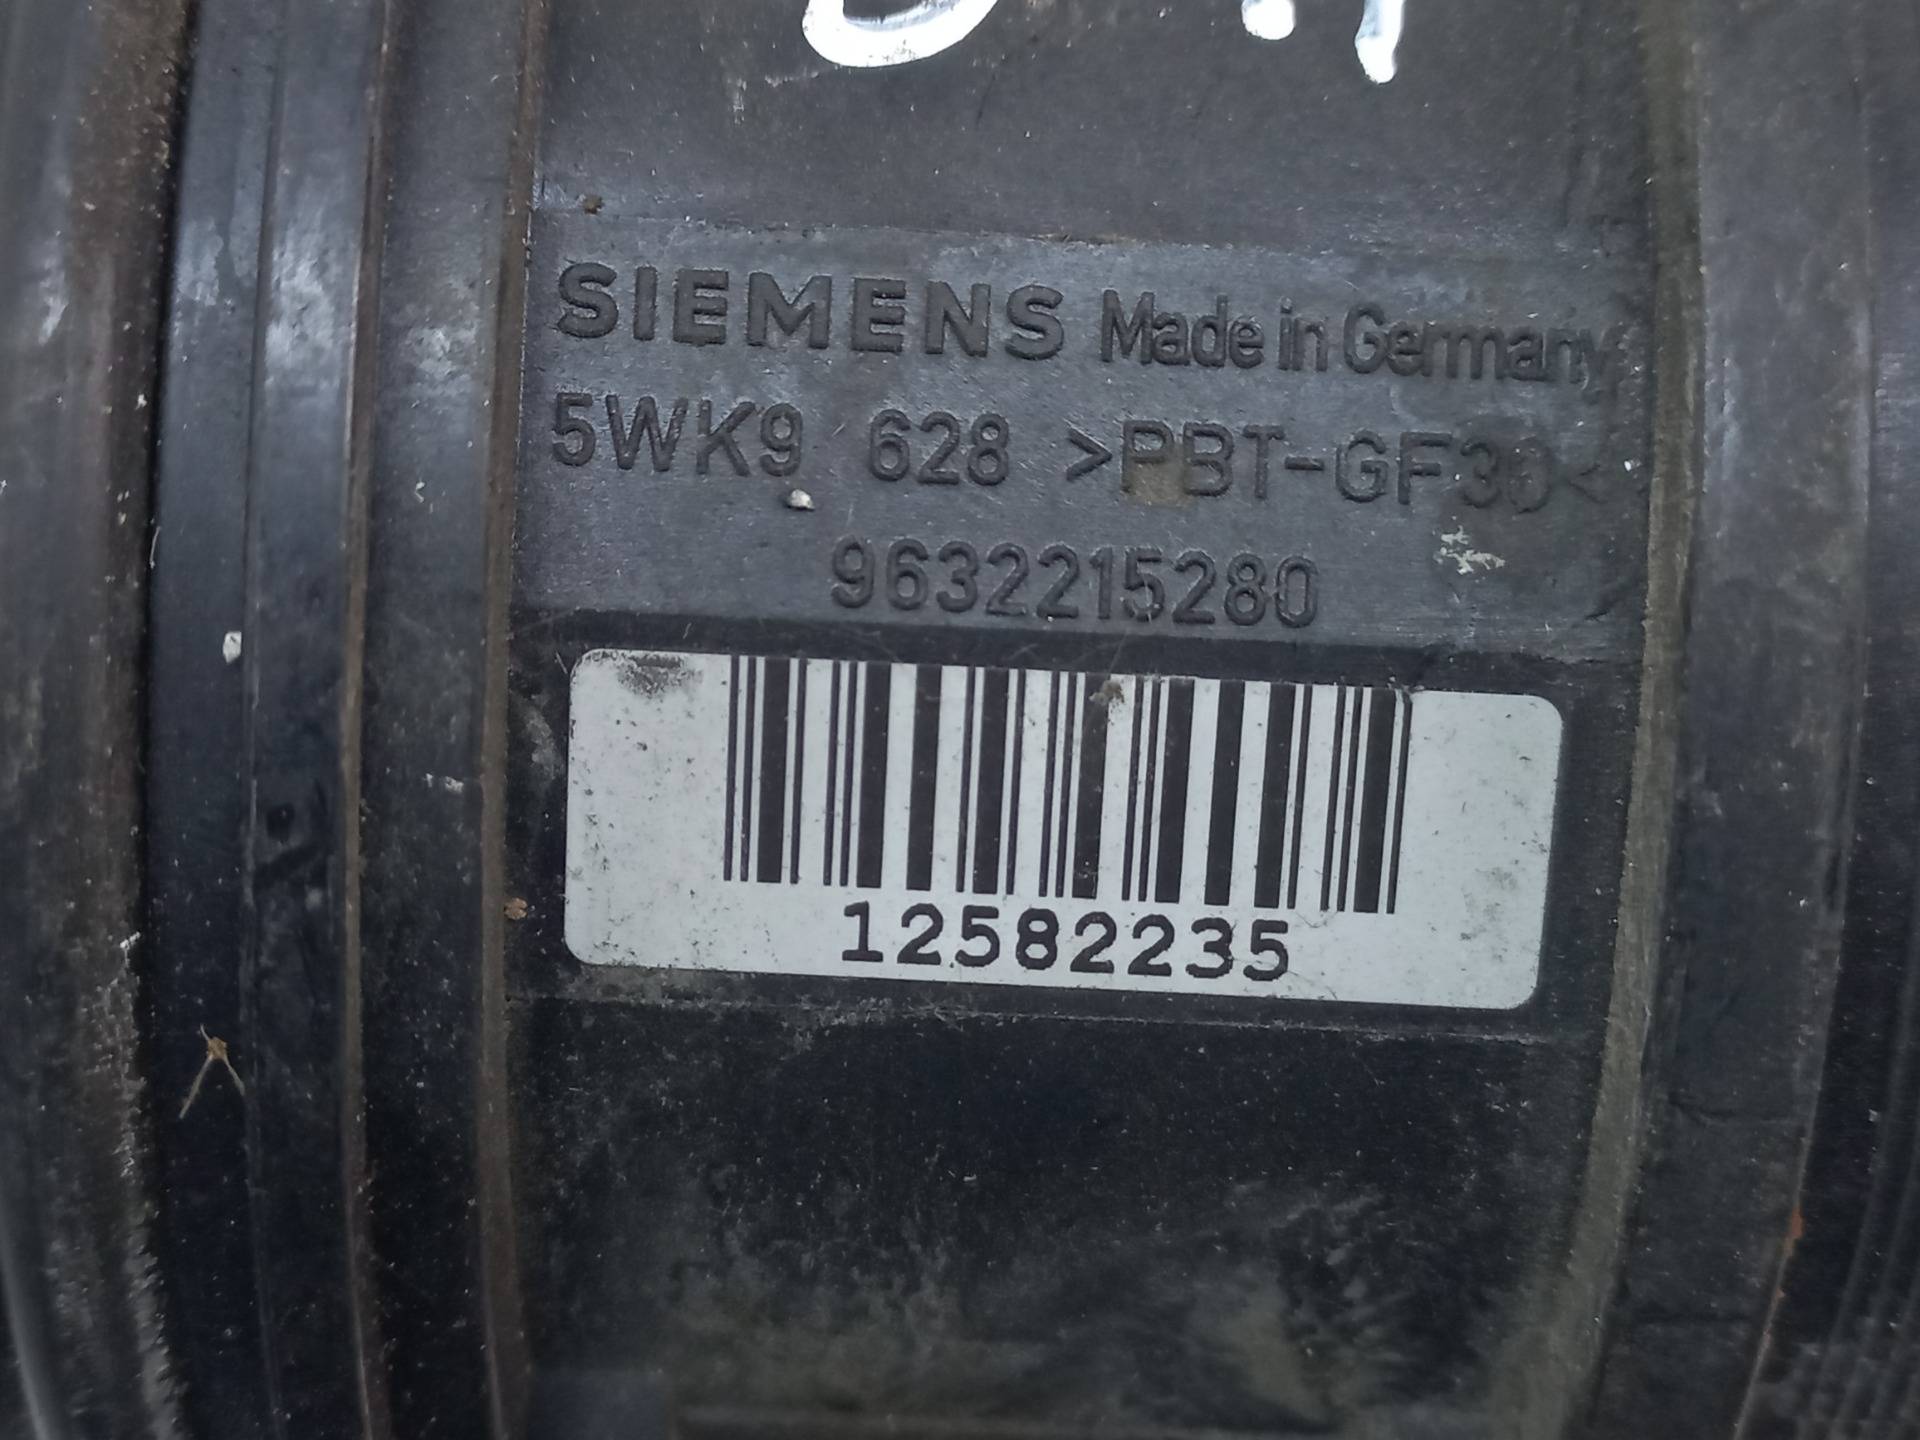 SIEMENS Made in Germany
5WK9 628 >PBT-GF30<
9632215280
12582235